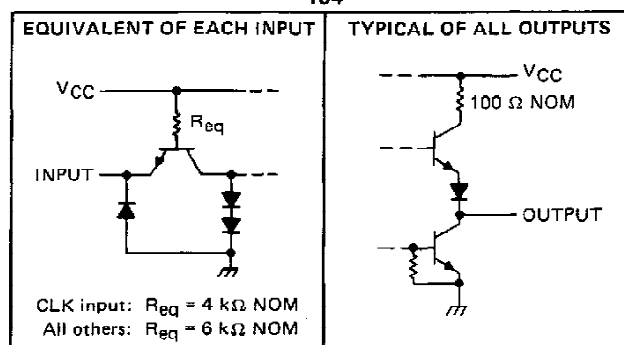 EQUIVALENT OF EACH INPUT
VCC
Req
INPUT
CLK input: Req = 4 kΩ NOM
All others: Req = 6 kΩ NOM
TYPICAL OF ALL OUTPUTS
VCC
100 Ω NOM
OUTPUT